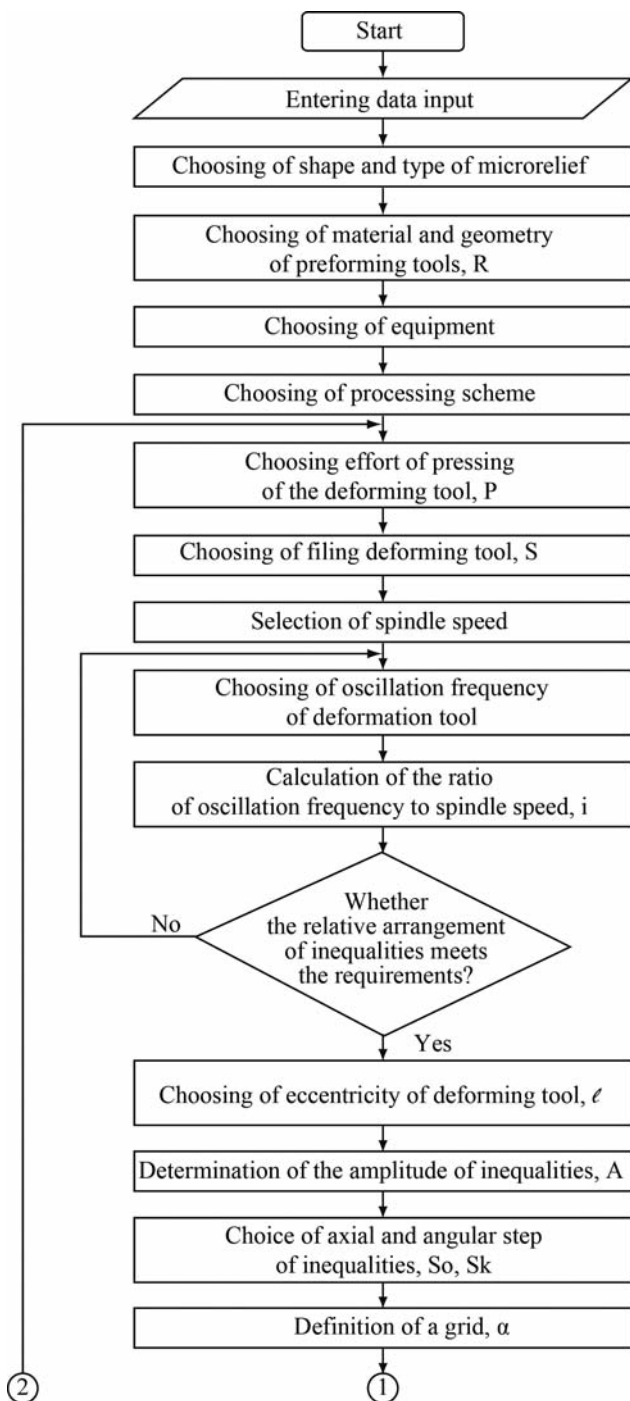 Start
Entering data input
Choosing of shape and type of microrelief
Choosing of material and geometry
of preforming tools, R
Choosing of equipment
Choosing of processing scheme
Choosing effort of pressing
of the deforming tool, P
Choosing of filing deforming tool, S
Selection of spindle speed
Choosing of oscillation frequency
of deformation tool
Calculation of the ratio
of oscillation frequency to spindle speed, i
Whether
the relative arrangement
of inequalities meets
the requirements?
No
Yes
Choosing of eccentricity of deforming tool, ℓ
Determination of the amplitude of inequalities, A
Choice of axial and angular step
of inequalities, So, Sk
Definition of a grid, α
2
1